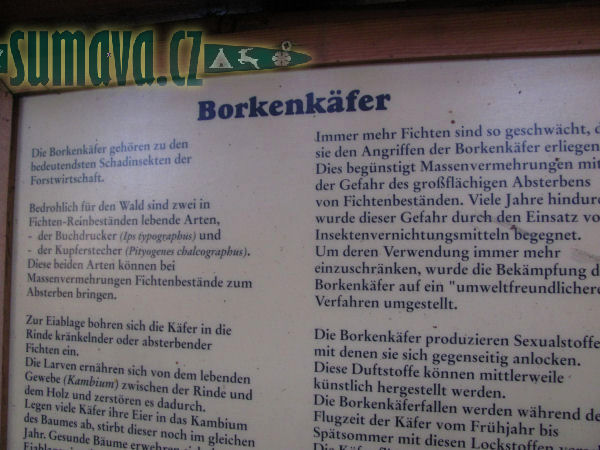 sumava.cz
Borkenkäfer
Die Borkenkäfer gehören zu den
bedeutendsten Schadinsekten der
Forstwirtschaft.
Bedrohlich für den Wald sind zwei in
Fichten-Reinbeständen lebende Arten,
- der Buchdrucker (Ips typographus) und
- der Kupferstecher (Pityogenes chalcographus).
Diese beiden Arten können bei
Massenvermehrungen Fichtenbestände zum
Absterben bringen.
Zur Eiablage bohren sich die Käfer in die
Rinde kränkelnder oder absterbender
Fichten ein.
Die Larven ernähren sich von dem lebenden
Gewebe (Kambium) zwischen der Rinde und
dem Holz und zerstören es dadurch.
Legen viele Käfer ihre Eier in das Kambium
des Baumes ab, stirbt dieser noch im gleichen
Jahr. Gesunde Bäume erwehren sich
Immer mehr Fichten sind so geschwächt, d
sie den Angriffen der Borkenkäfer erliegen
Dies begünstigt Massenvermehrungen mit
der Gefahr des großflächigen Absterbens
von Fichtenbeständen. Viele Jahre hindur
wurde dieser Gefahr durch den Einsatz vo
Insektenvernichtungsmitteln begegnet.
Um deren Verwendung immer mehr
einzuschränken, wurde die Bekämpfung d
Borkenkäfer auf ein "umweltfreundlichere
Verfahren umgestellt.
Die Borkenkäfer produzieren Sexualstoffe
mit denen sie sich gegenseitig anlocken.
Diese Duftstoffe können mittlerweile
künstlich hergestellt werden.
Die Borkenkäferfallen werden während de
Flugzeit der Käfer vom Frühjahr bis
Spätsommer mit diesen Lockstoffen